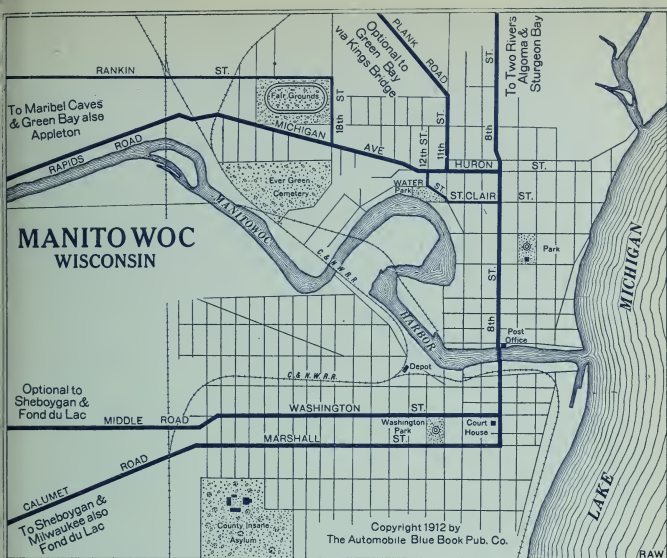 RANKIN ST.
Fair Grounds
18th ST
Optional to
Green Bay
via Kings Bridge
PLANK ROAD
8th ST.
To Two Rivers
Algoma &
Sturgeon Bay
To Maribel Caves
& Green Bay also
Appleton
RAPIDS ROAD
MICHIGAN AVE
12th ST.
11th ST.
HURON ST.
Ever Green
Cemetery
WATER ST.
Park
ST. CLAIR ST.
MANITOWOC
MANITOWOC
WISCONSIN
C. & N.W.R.R.
Park
8th ST.
HARBOR
Post
Office
Depot
C. & N.W.R.R.
LAKE MICHIGAN
Optional to
Sheboygan &
Fond du Lac
MIDDLE ROAD
WASHINGTON ST.
Washington
Park
Court
House
MARSHALL ST.
CALUMET ROAD
To Sheboygan &
Milwaukee also
Fond du Lac
County Insane
Asylum
Copyright 1912 by
The Automobile Blue Book Pub. Co.